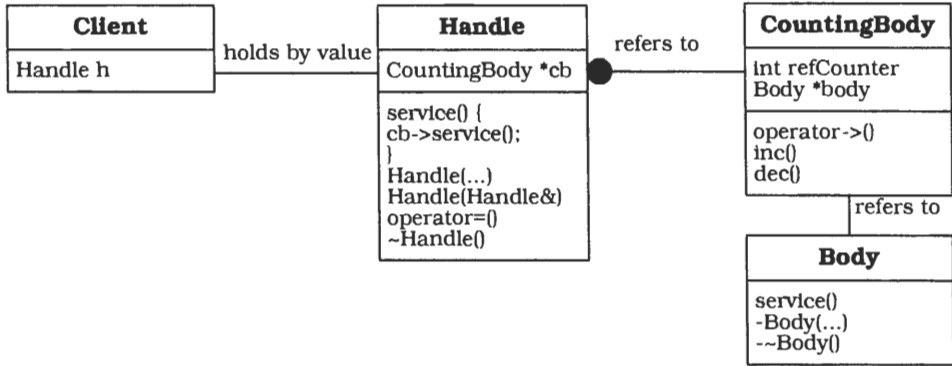 Client
Handle h
holds by value
Handle
CountingBody *cb
service() {
cb->service();
}
Handle(...)
Handle(Handle&)
operator=()
~Handle()
refers to
CountingBody
int refCounter
Body *body
operator->()
inc()
dec()
refers to
Body
service()
-Body(...)
-~Body()